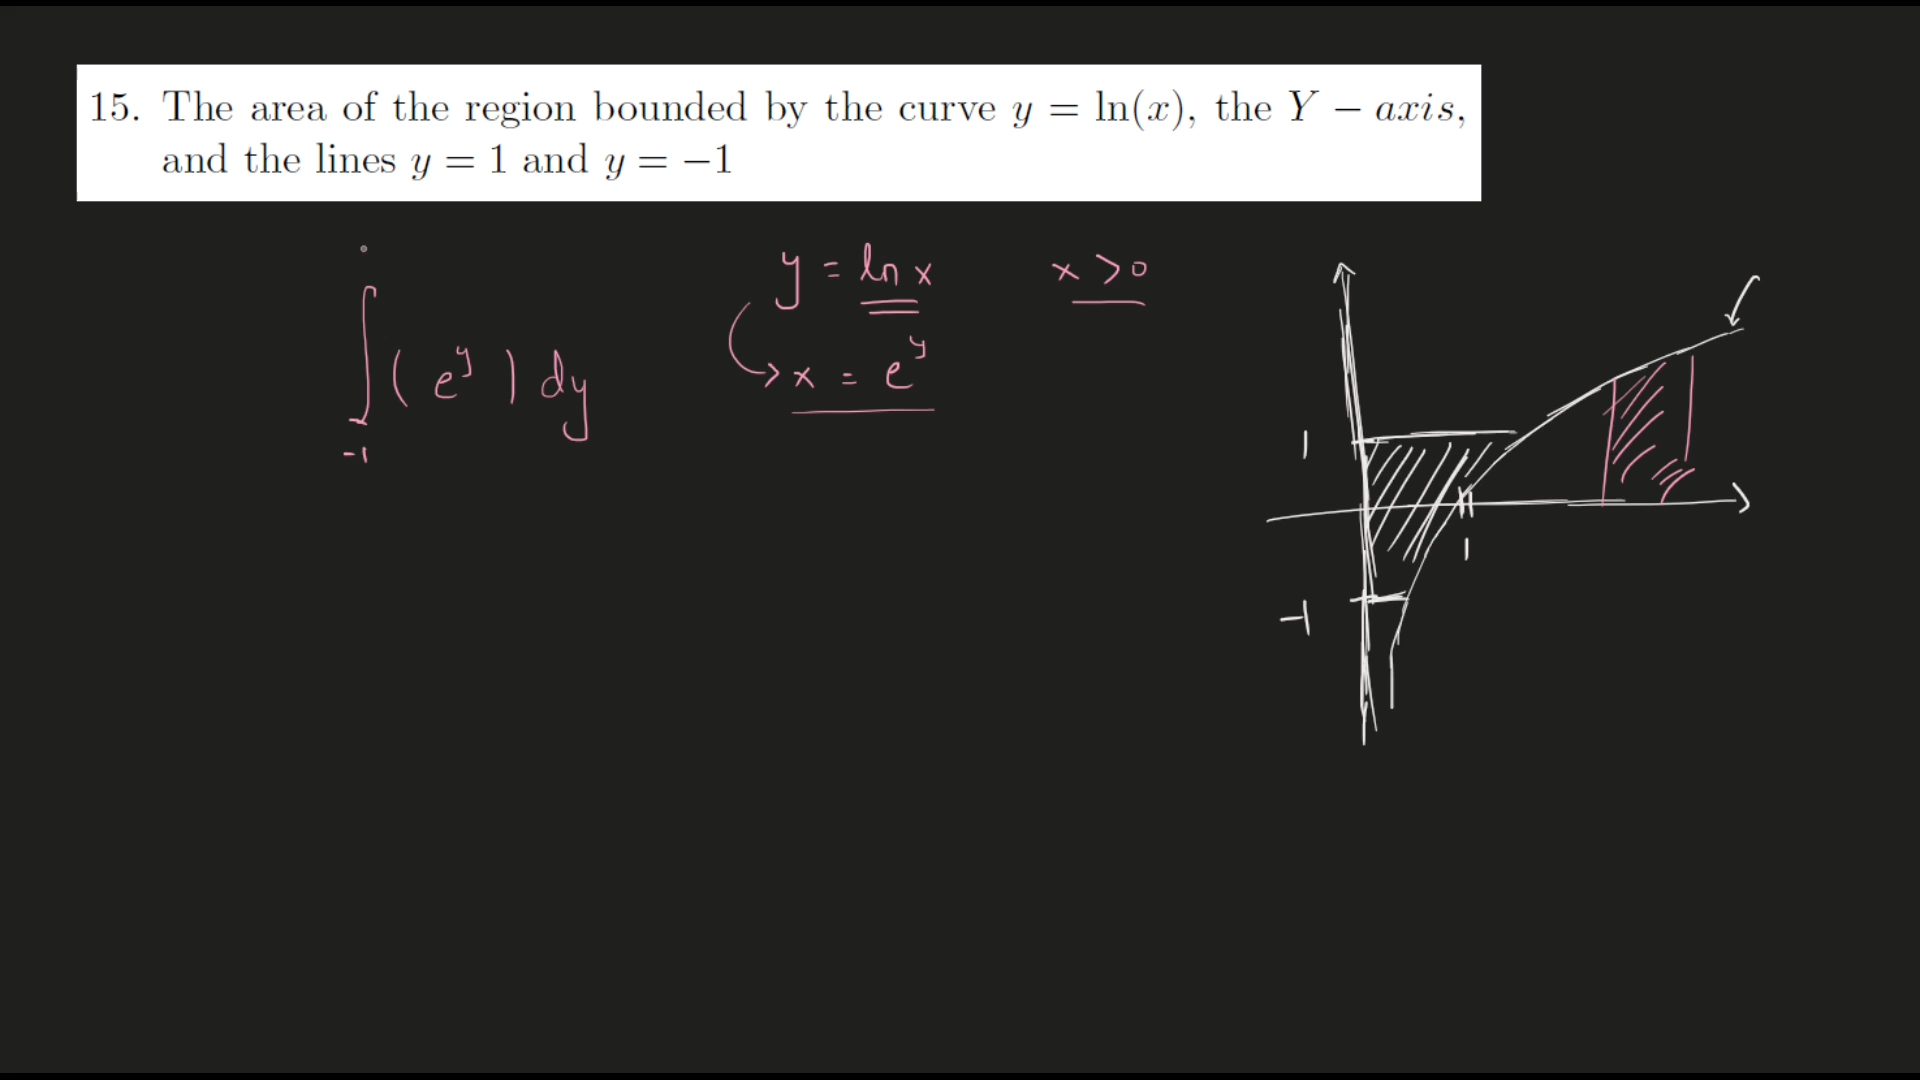 15. The area of the region bounded by the curve y = ln(x), the Y − axis,
and the lines y = 1 and y = −1
y = ln x
x > 0
∫ ( e^y ) dy
-1
x = e^y
1
1
-1